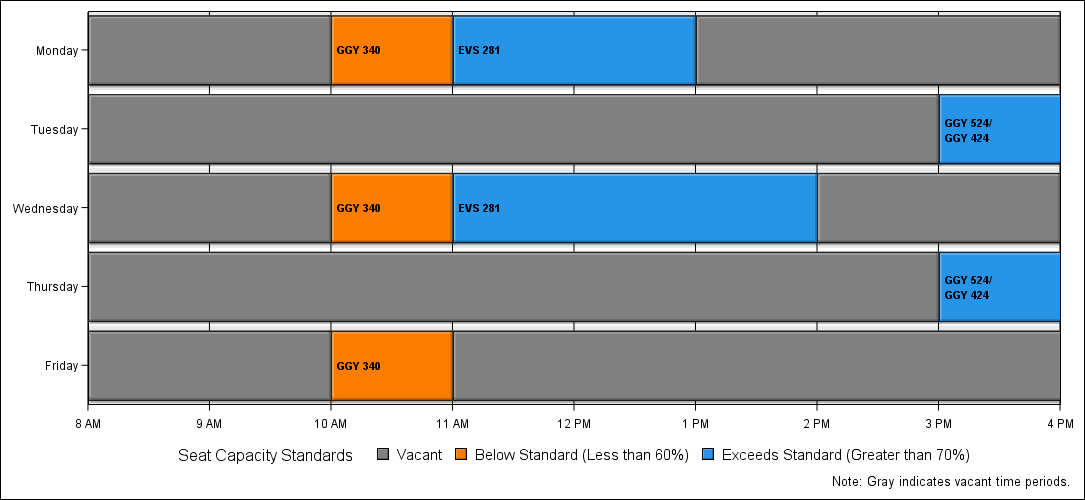 Monday
GGY 340
EVS 281
Tuesday
GGY 524/
GGY 424
Wednesday
GGY 340
EVS 281
Thursday
GGY 524/
GGY 424
Friday
GGY 340
8 AM 9 AM 10 AM 11 AM 12 PM 1 PM 2 PM 3 PM 4 PM
Seat Capacity Standards Vacant Below Standard (Less than 60%) Exceeds Standard (Greater than 70%)
Note: Gray indicates vacant time periods.